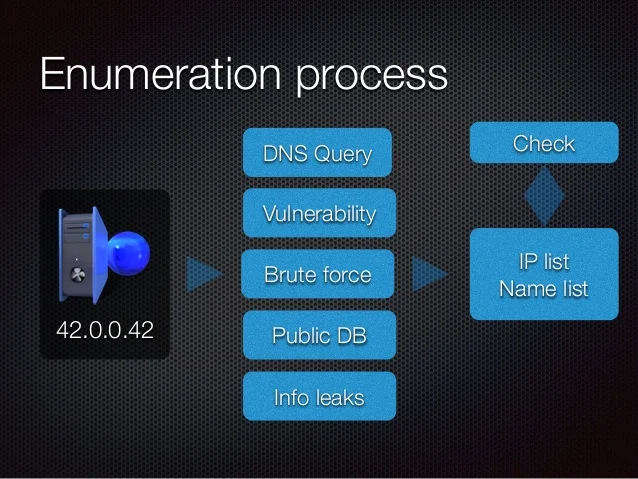 Enumeration process
42.0.0.42
DNS Query
Vulnerability
Brute force
Public DB
Info leaks
Check
IP list
Name list